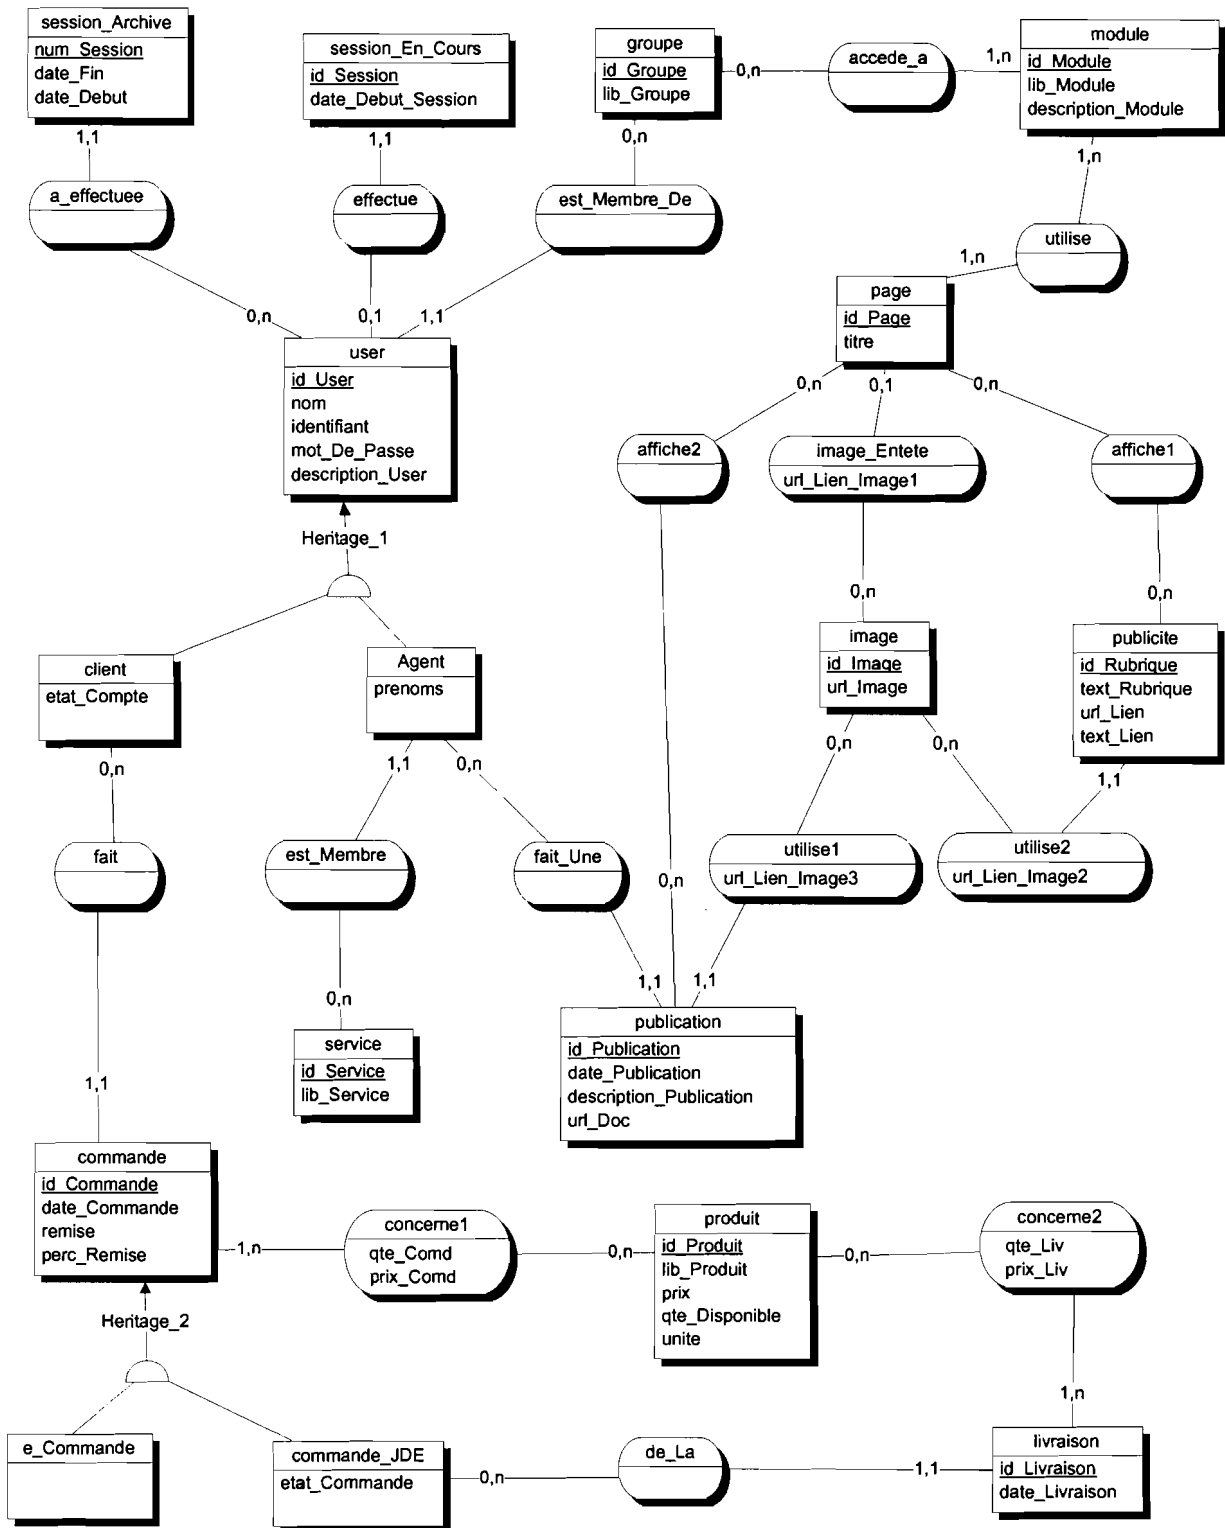 session_Archive
num_Session
date_Fin
date_Debut
session_En_Cours
id_Session
date_Debut_Session
groupe
id_Groupe
lib_Groupe
0,n
accede_a
1,n
module
id_Module
lib_Module
description_Module
1,1
1,1
0,n
1,n
a_effectuee
effectue
est_Membre_De
utilise
1,n
page
id_Page
titre
0,n
0,1
1,1
user
id_User
nom
identifiant
mot_De_Passe
description_User
0,n
0,1
0,n
affiche2
image_Entete
url_Lien_Image1
affiche1
Heritage_1
0,n
0,n
client
etat_Compte
Agent
prenoms
image
id_Image
url_Image
publicite
id_Rubrique
text_Rubrique
url_Lien
text_Lien
0,n
1,1
0,n
0,n
0,n
1,1
fait
est_Membre
fait_Une
0,n
utilise1
url_Lien_Image3
utilise2
url_Lien_Image2
0,n
1,1
1,1
service
id_Service
lib_Service
publication
id_Publication
date_Publication
description_Publication
url_Doc
1,1
commande
id_Commande
date_Commande
remise
perc_Remise
1,n
concerne1
qte_Comd
prix_Comd
0,n
produit
id_Produit
lib_Produit
prix
qte_Disponible
unite
0,n
concerne2
qte_Liv
prix_Liv
Heritage_2
1,n
e_Commande
commande_JDE
etat_Commande
0,n
de_La
1,1
livraison
id_Livraison
date_Livraison